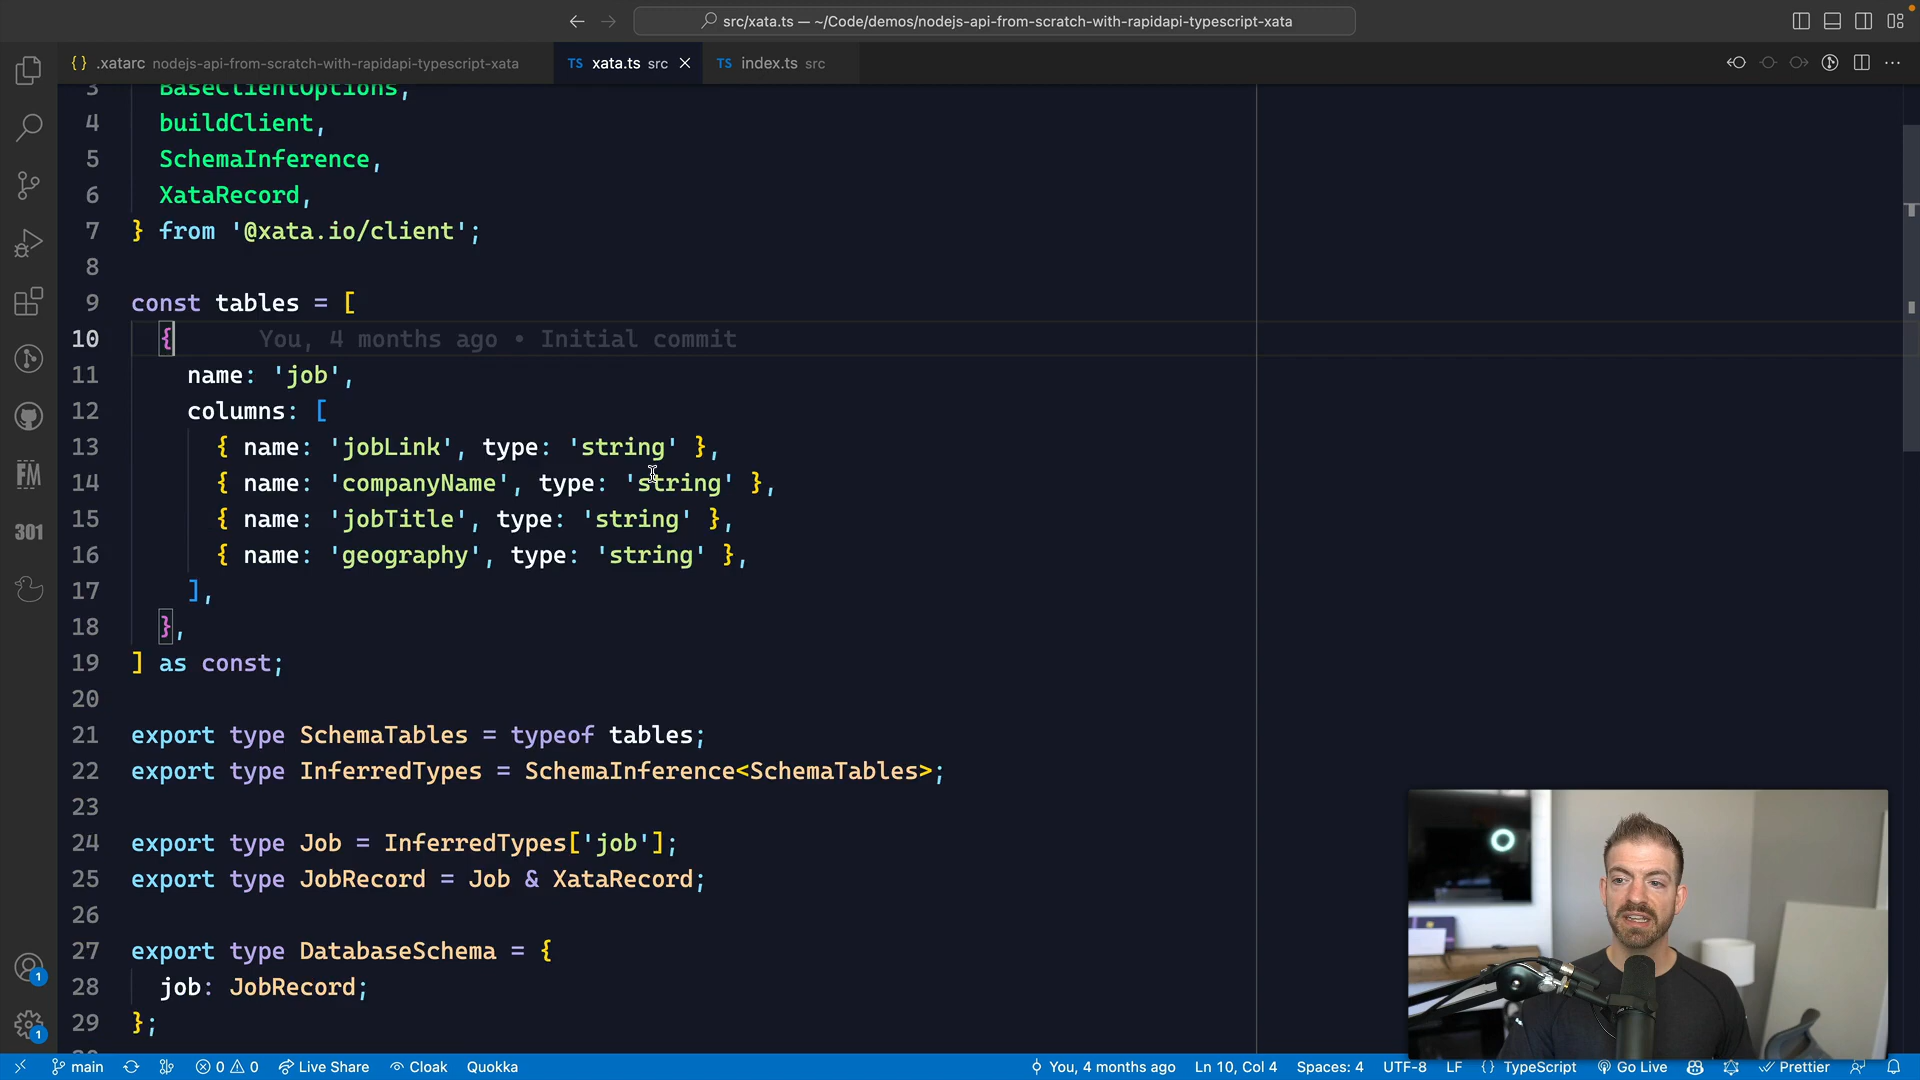 src/xata.ts — ~/Code/demos/nodejs-api-from-scratch-with-rapidapi-typescript-xata
{} .xatarc nodejs-api-from-scratch-with-rapidapi-typescript-xata
TS xata.ts src
TS index.ts src
3 BaseClientOptions,
4 buildClient,
5 SchemaInference,
6 XataRecord,
7 } from '@xata.io/client';
8
9 const tables = [
10 { You, 4 months ago • Initial commit
11 name: 'job',
12 columns: [
13 { name: 'jobLink', type: 'string' },
14 { name: 'companyName', type: 'string' },
15 { name: 'jobTitle', type: 'string' },
16 { name: 'geography', type: 'string' },
17 ],
18 },
19 ] as const;
20
21 export type SchemaTables = typeof tables;
22 export type InferredTypes = SchemaInference<SchemaTables>;
23
24 export type Job = InferredTypes['job'];
25 export type JobRecord = Job & XataRecord;
26
27 export type DatabaseSchema = {
28 job: JobRecord;
29 };
FM
301
1
1
main 0 0 Live Share Cloak Quokka You, 4 months ago Ln 10, Col 4 Spaces: 4 UTF-8 LF {} TypeScript Go Live Prettier